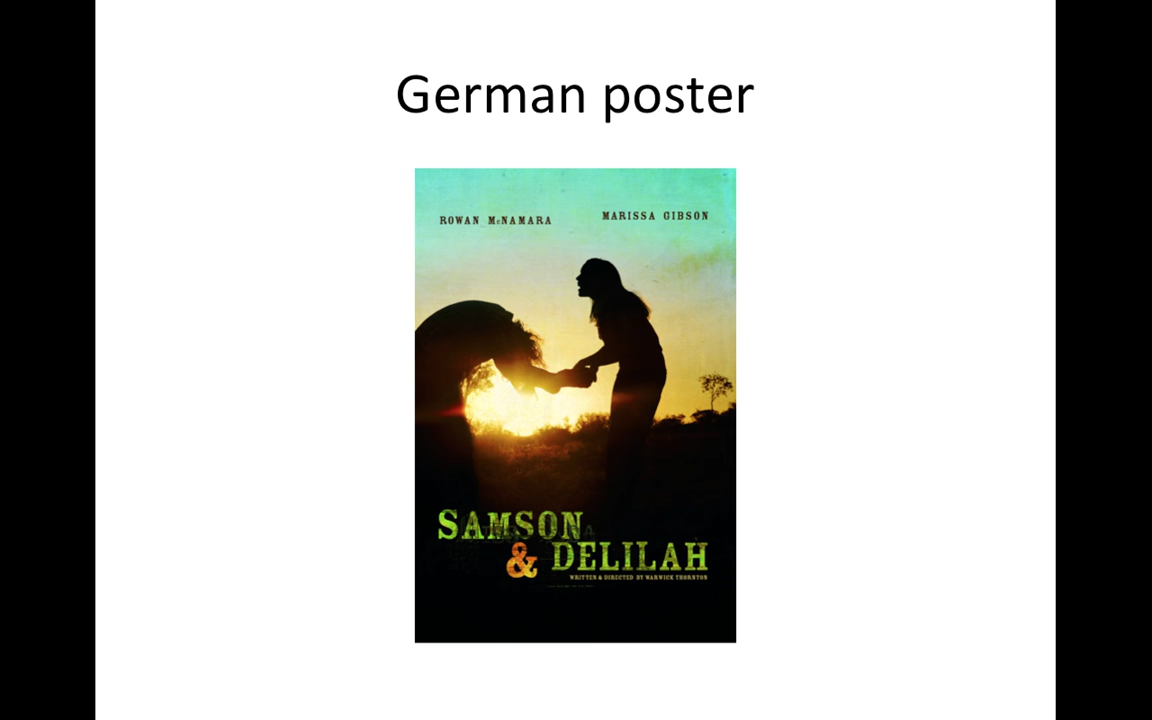 German poster
ROWAN McNAMARA
MARISSA GIBSON
SAMSON
& DELILAH
WRITTEN & DIRECTED BY WARWICK THORNTON